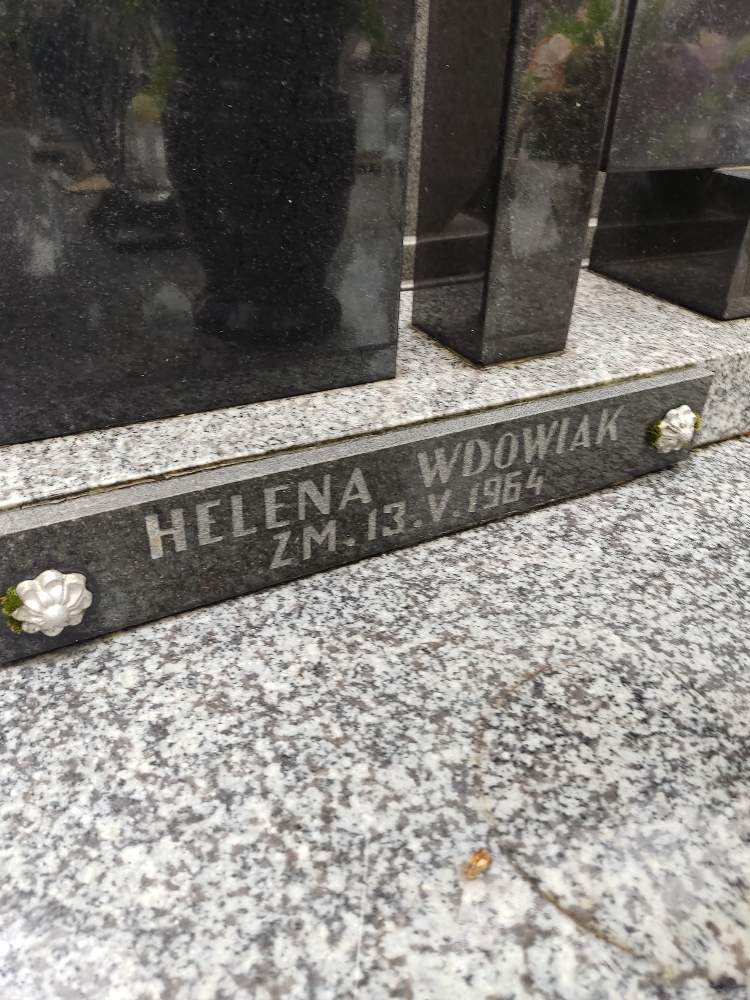 HELENA WDOWIAK
ZM. 13.V.1964